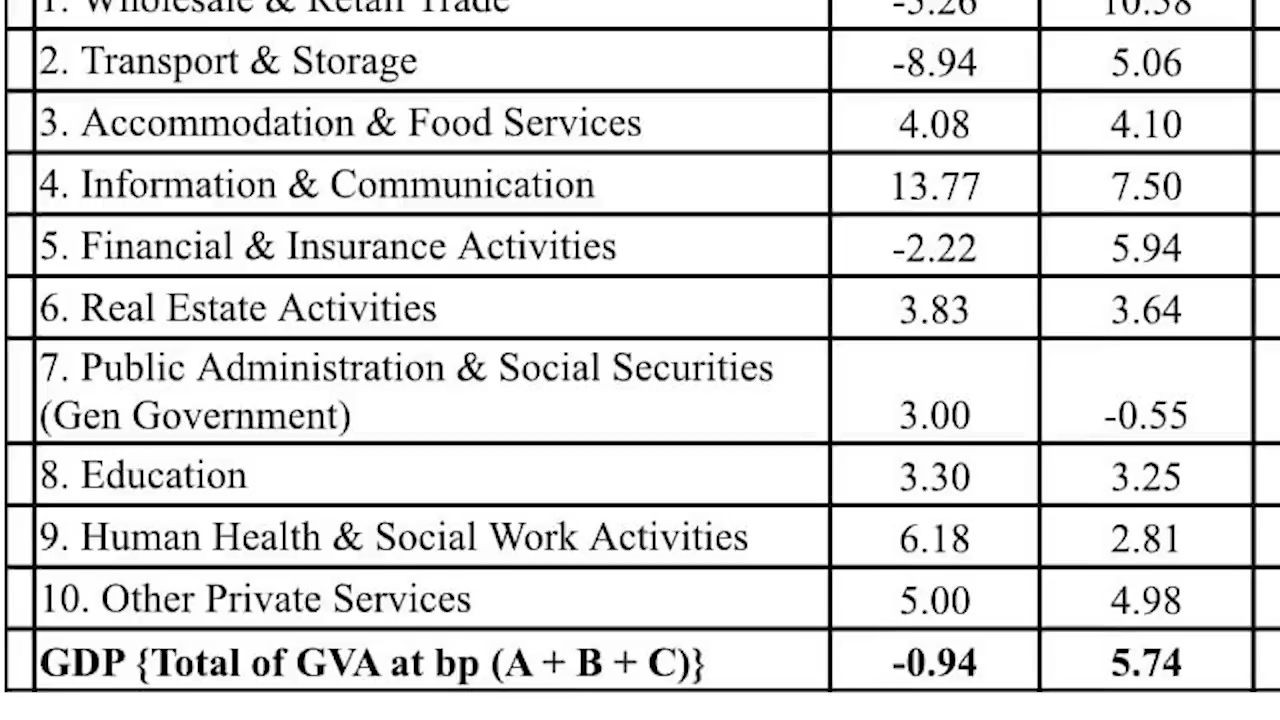 1. Wholesale & Retail Trade -5.26 10.58
2. Transport & Storage -8.94 5.06
3. Accommodation & Food Services 4.08 4.10
4. Information & Communication 13.77 7.50
5. Financial & Insurance Activities -2.22 5.94
6. Real Estate Activities 3.83 3.64
7. Public Administration & Social Securities
(Gen Government) 3.00 -0.55
8. Education 3.30 3.25
9. Human Health & Social Work Activities 6.18 2.81
10. Other Private Services 5.00 4.98
GDP {Total of GVA at bp (A + B + C)} -0.94 5.74